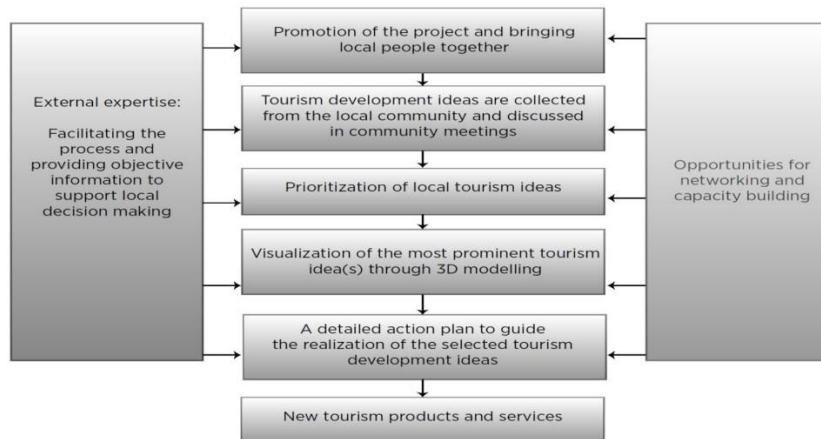 External expertise:
Facilitating the
process and
providing objective
information to
support local
decision making
Promotion of the project and bringing
local people together
Tourism development ideas are collected
from the local community and discussed
in community meetings
Prioritization of local tourism ideas
Visualization of the most prominent tourism
idea(s) through 3D modelling
A detailed action plan to guide
the realization of the selected tourism
development ideas
New tourism products and services
Opportunities for
networking and
capacity building